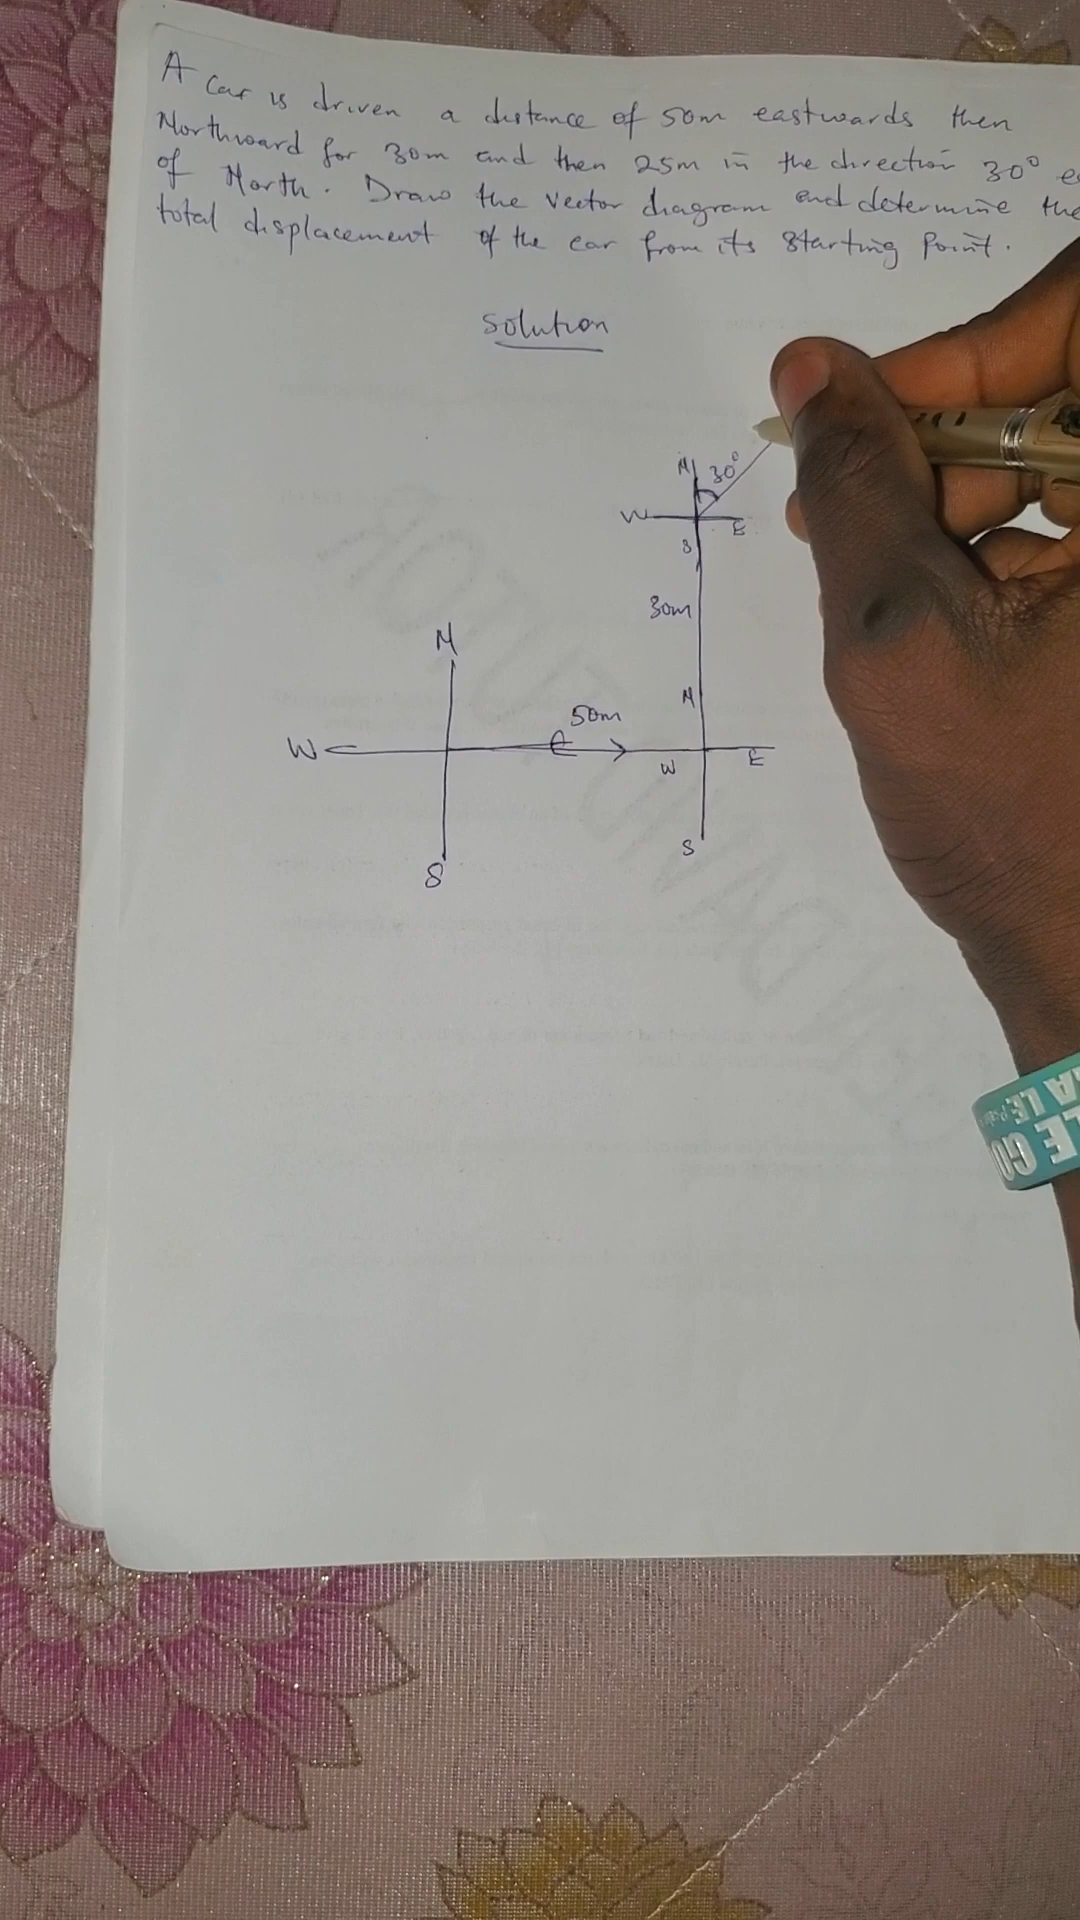 A car is driven a distance of 50m eastwards then
Northward for 30m and then 25m in the direction 30°
of North. Draw the vector diagram and determine the
total displacement of the car from its starting point.
Solution
N
30°
W
E
S
30m
N
N
50m
W
E
W
E
S
S
LE GO